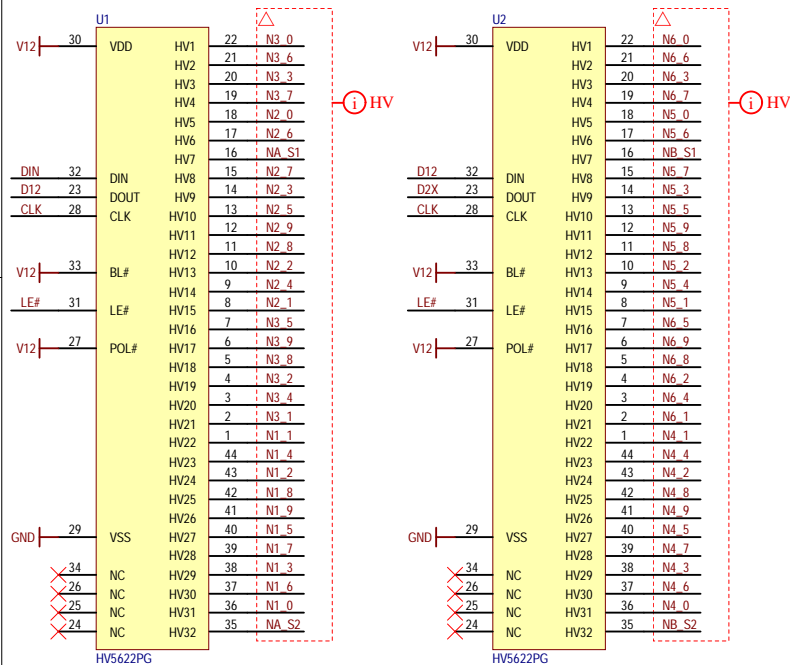 U1
V12 30 VDD HV1 22 N3_0
HV2 21 N3_6
HV3 20 N3_3
HV4 19 N3_7
HV5 18 N2_0
HV6 17 N2_6
HV7 16 NA_S1
DIN 32 DIN HV8 15 N2_7
D12 23 DOUT HV9 14 N2_3
CLK 28 CLK HV10 13 N2_5
HV11 12 N2_9
HV12 11 N2_8
V12 33 BL# HV13 10 N2_2
HV14 9 N2_4
LE# 31 LE# HV15 8 N2_1
HV16 7 N3_5
V12 27 POL# HV17 6 N3_9
HV18 5 N3_8
HV19 4 N3_2
HV20 3 N3_4
HV21 2 N3_1
HV22 1 N1_1
HV23 44 N1_4
HV24 43 N1_2
HV25 42 N1_8
HV26 41 N1_9
GND 29 VSS HV27 40 N1_5
HV28 39 N1_7
34 NC HV29 38 N1_3
26 NC HV30 37 N1_6
25 NC HV31 36 N1_0
24 NC HV32 35 NA_S2
HV5622PG
i HV
U2
V12 30 VDD HV1 22 N6_0
HV2 21 N6_6
HV3 20 N6_3
HV4 19 N6_7
HV5 18 N5_0
HV6 17 N5_6
HV7 16 NB_S1
D12 32 DIN HV8 15 N5_7
D2X 23 DOUT HV9 14 N5_3
CLK 28 CLK HV10 13 N5_5
HV11 12 N5_9
HV12 11 N5_8
V12 33 BL# HV13 10 N5_2
HV14 9 N5_4
LE# 31 LE# HV15 8 N5_1
HV16 7 N6_5
V12 27 POL# HV17 6 N6_9
HV18 5 N6_8
HV19 4 N6_2
HV20 3 N6_4
HV21 2 N6_1
HV22 1 N4_1
HV23 44 N4_4
HV24 43 N4_2
HV25 42 N4_8
HV26 41 N4_9
GND 29 VSS HV27 40 N4_5
HV28 39 N4_7
34 NC HV29 38 N4_3
26 NC HV30 37 N4_6
25 NC HV31 36 N4_0
24 NC HV32 35 NB_S2
HV5622PG
i HV